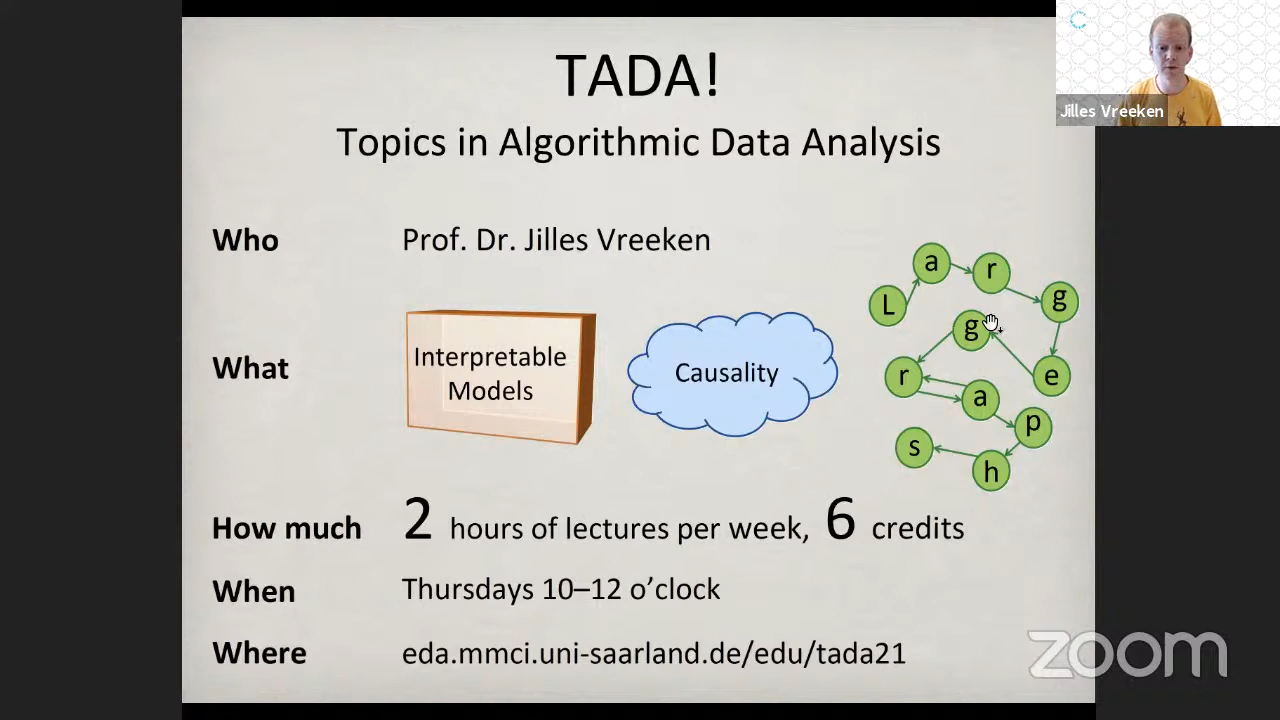 TADA!
Topics in Algorithmic Data Analysis
Jilles Vreeken
Who Prof. Dr. Jilles Vreeken
What
Interpretable
Models
Causality
L a r g e
g r a p h s
How much 2 hours of lectures per week, 6 credits
When Thursdays 10–12 o’clock
Where eda.mmci.uni-saarland.de/edu/tada21
zoom